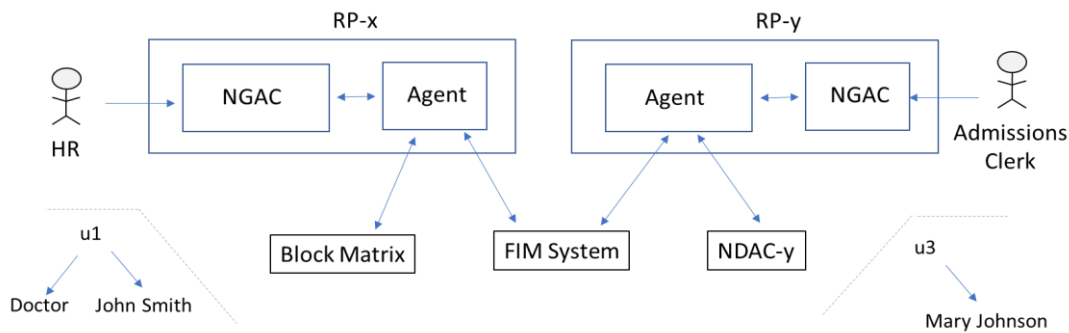 RP-x
RP-y
NGAC
Agent
Agent
NGAC
HR
Admissions
Clerk
Block Matrix
FIM System
NDAC-y
u1
Doctor
John Smith
u3
Mary Johnson